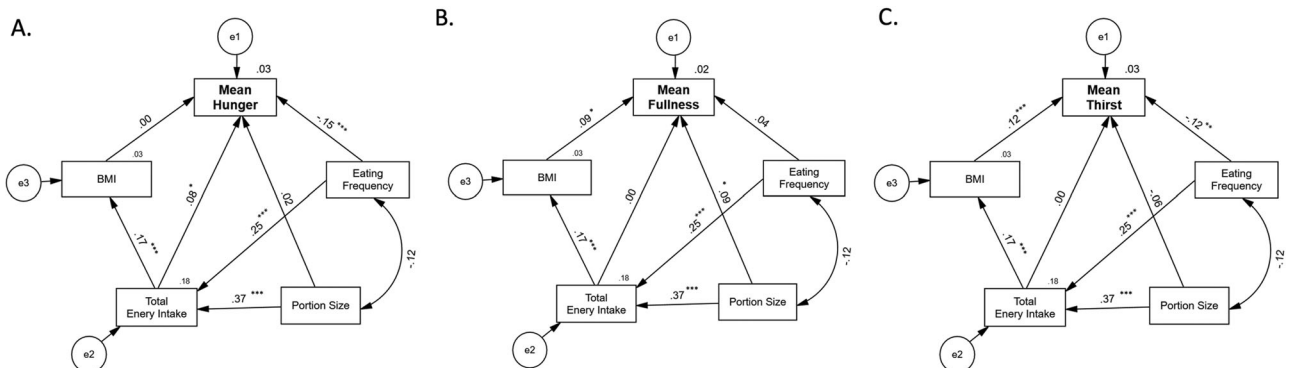 A.
e1
.03
Mean
Hunger
.00
-.15 ***
e3
.03
BMI
Eating
Frequency
.08 *
.02
.17 ***
.25 ***
-.12
.18
Total
Enery Intake
.37 ***
Portion Size
e2
B.
e1
.02
Mean
Fullness
.09 *
.04
e3
.03
BMI
Eating
Frequency
.00
.09 *
.17 ***
.25 ***
-.12
.18
Total
Enery Intake
.37 ***
Portion Size
e2
C.
e1
.03
Mean
Thirst
.12 ***
-.12 **
e3
.03
BMI
Eating
Frequency
.00
-.06
.17 ***
.25 ***
-.12
.18
Total
Enery Intake
.37 ***
Portion Size
e2